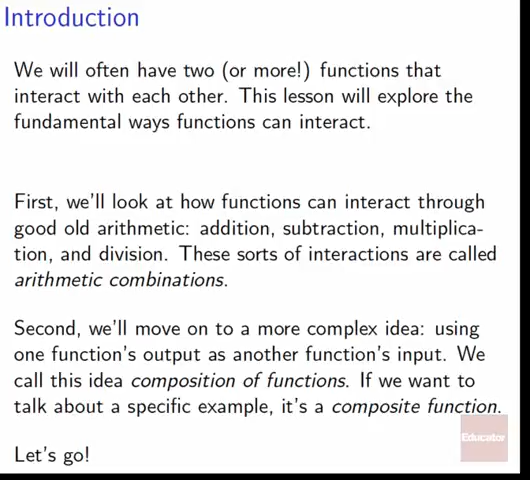 Introduction
We will often have two (or more!) functions that
interact with each other. This lesson will explore the
fundamental ways functions can interact.
First, we'll look at how functions can interact through
good old arithmetic: addition, subtraction, multiplica-
tion, and division. These sorts of interactions are called
arithmetic combinations.
Second, we'll move on to a more complex idea: using
one function's output as another function's input. We
call this idea composition of functions. If we want to
talk about a specific example, it's a composite function.
Educator
Let's go!